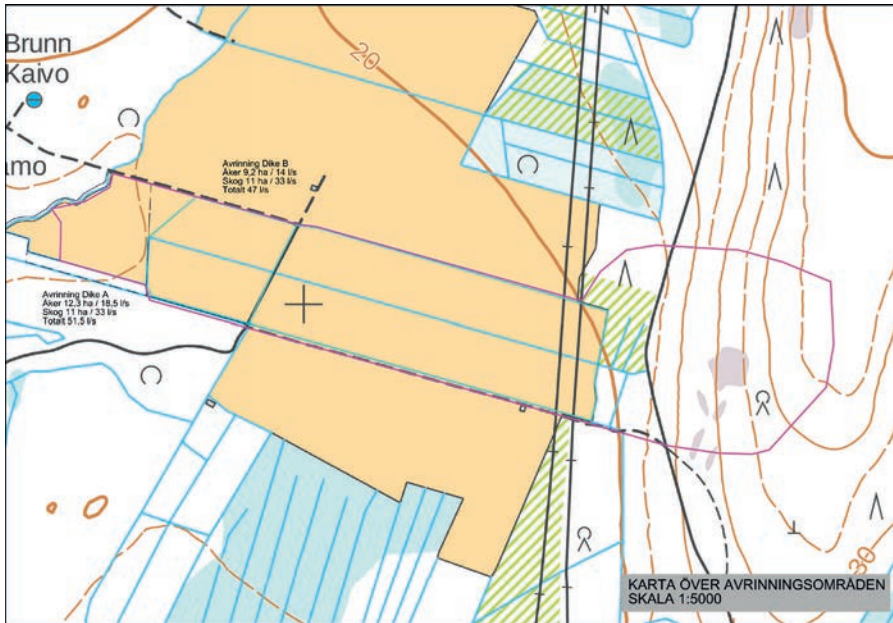 Brunn
Kaivo
amo
20
Avrinning Dike B
Åker 9,2 ha / 14 l/s
Skog 11 ha / 33 l/s
Totalt 47 l/s
Avrinning Dike A
Åker 12,3 ha / 18,5 l/s
Skog 11 ha / 33 l/s
Totalt 51,5 l/s
30
KARTA ÖVER AVRINNINGSOMRÅDEN
SKALA 1:5000